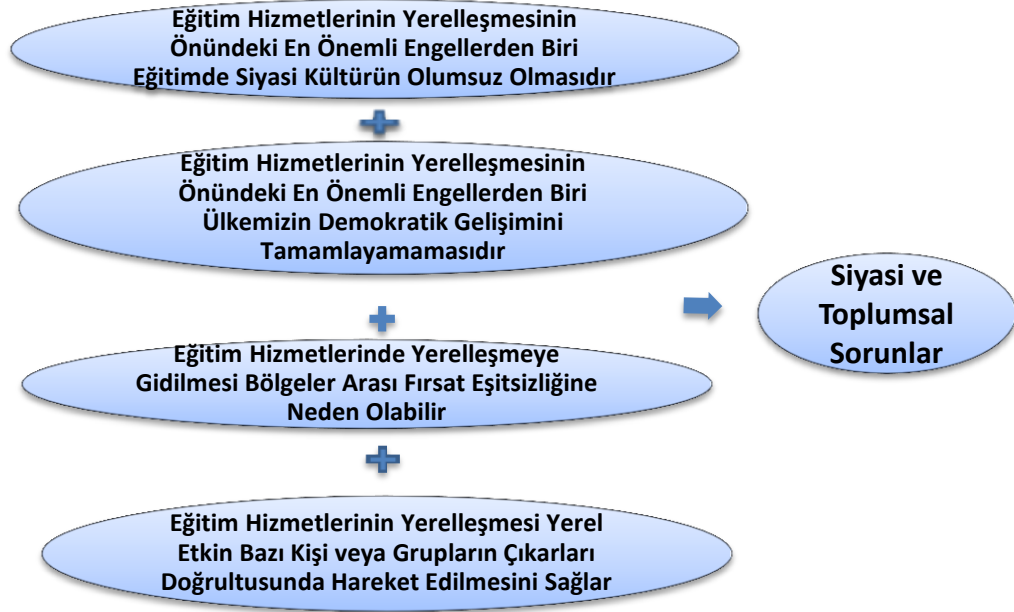 Eğitim Hizmetlerinin Yerelleşmesinin
Önündeki En Önemli Engellerden Biri
Eğitimde Siyasi Kültürün Olumsuz Olmasıdır
Eğitim Hizmetlerinin Yerelleşmesinin
Önündeki En Önemli Engellerden Biri
Ülkemizin Demokratik Gelişimini
Tamamlayamamasıdır
Eğitim Hizmetlerinde Yerelleşmeye
Gidilmesi Bölgeler Arası Fırsat Eşitsizliğine
Neden Olabilir
Eğitim Hizmetlerinin Yerelleşmesi Yerel
Etkin Bazı Kişi veya Grupların Çıkarları
Doğrultusunda Hareket Edilmesini Sağlar
Siyasi ve
Toplumsal
Sorunlar